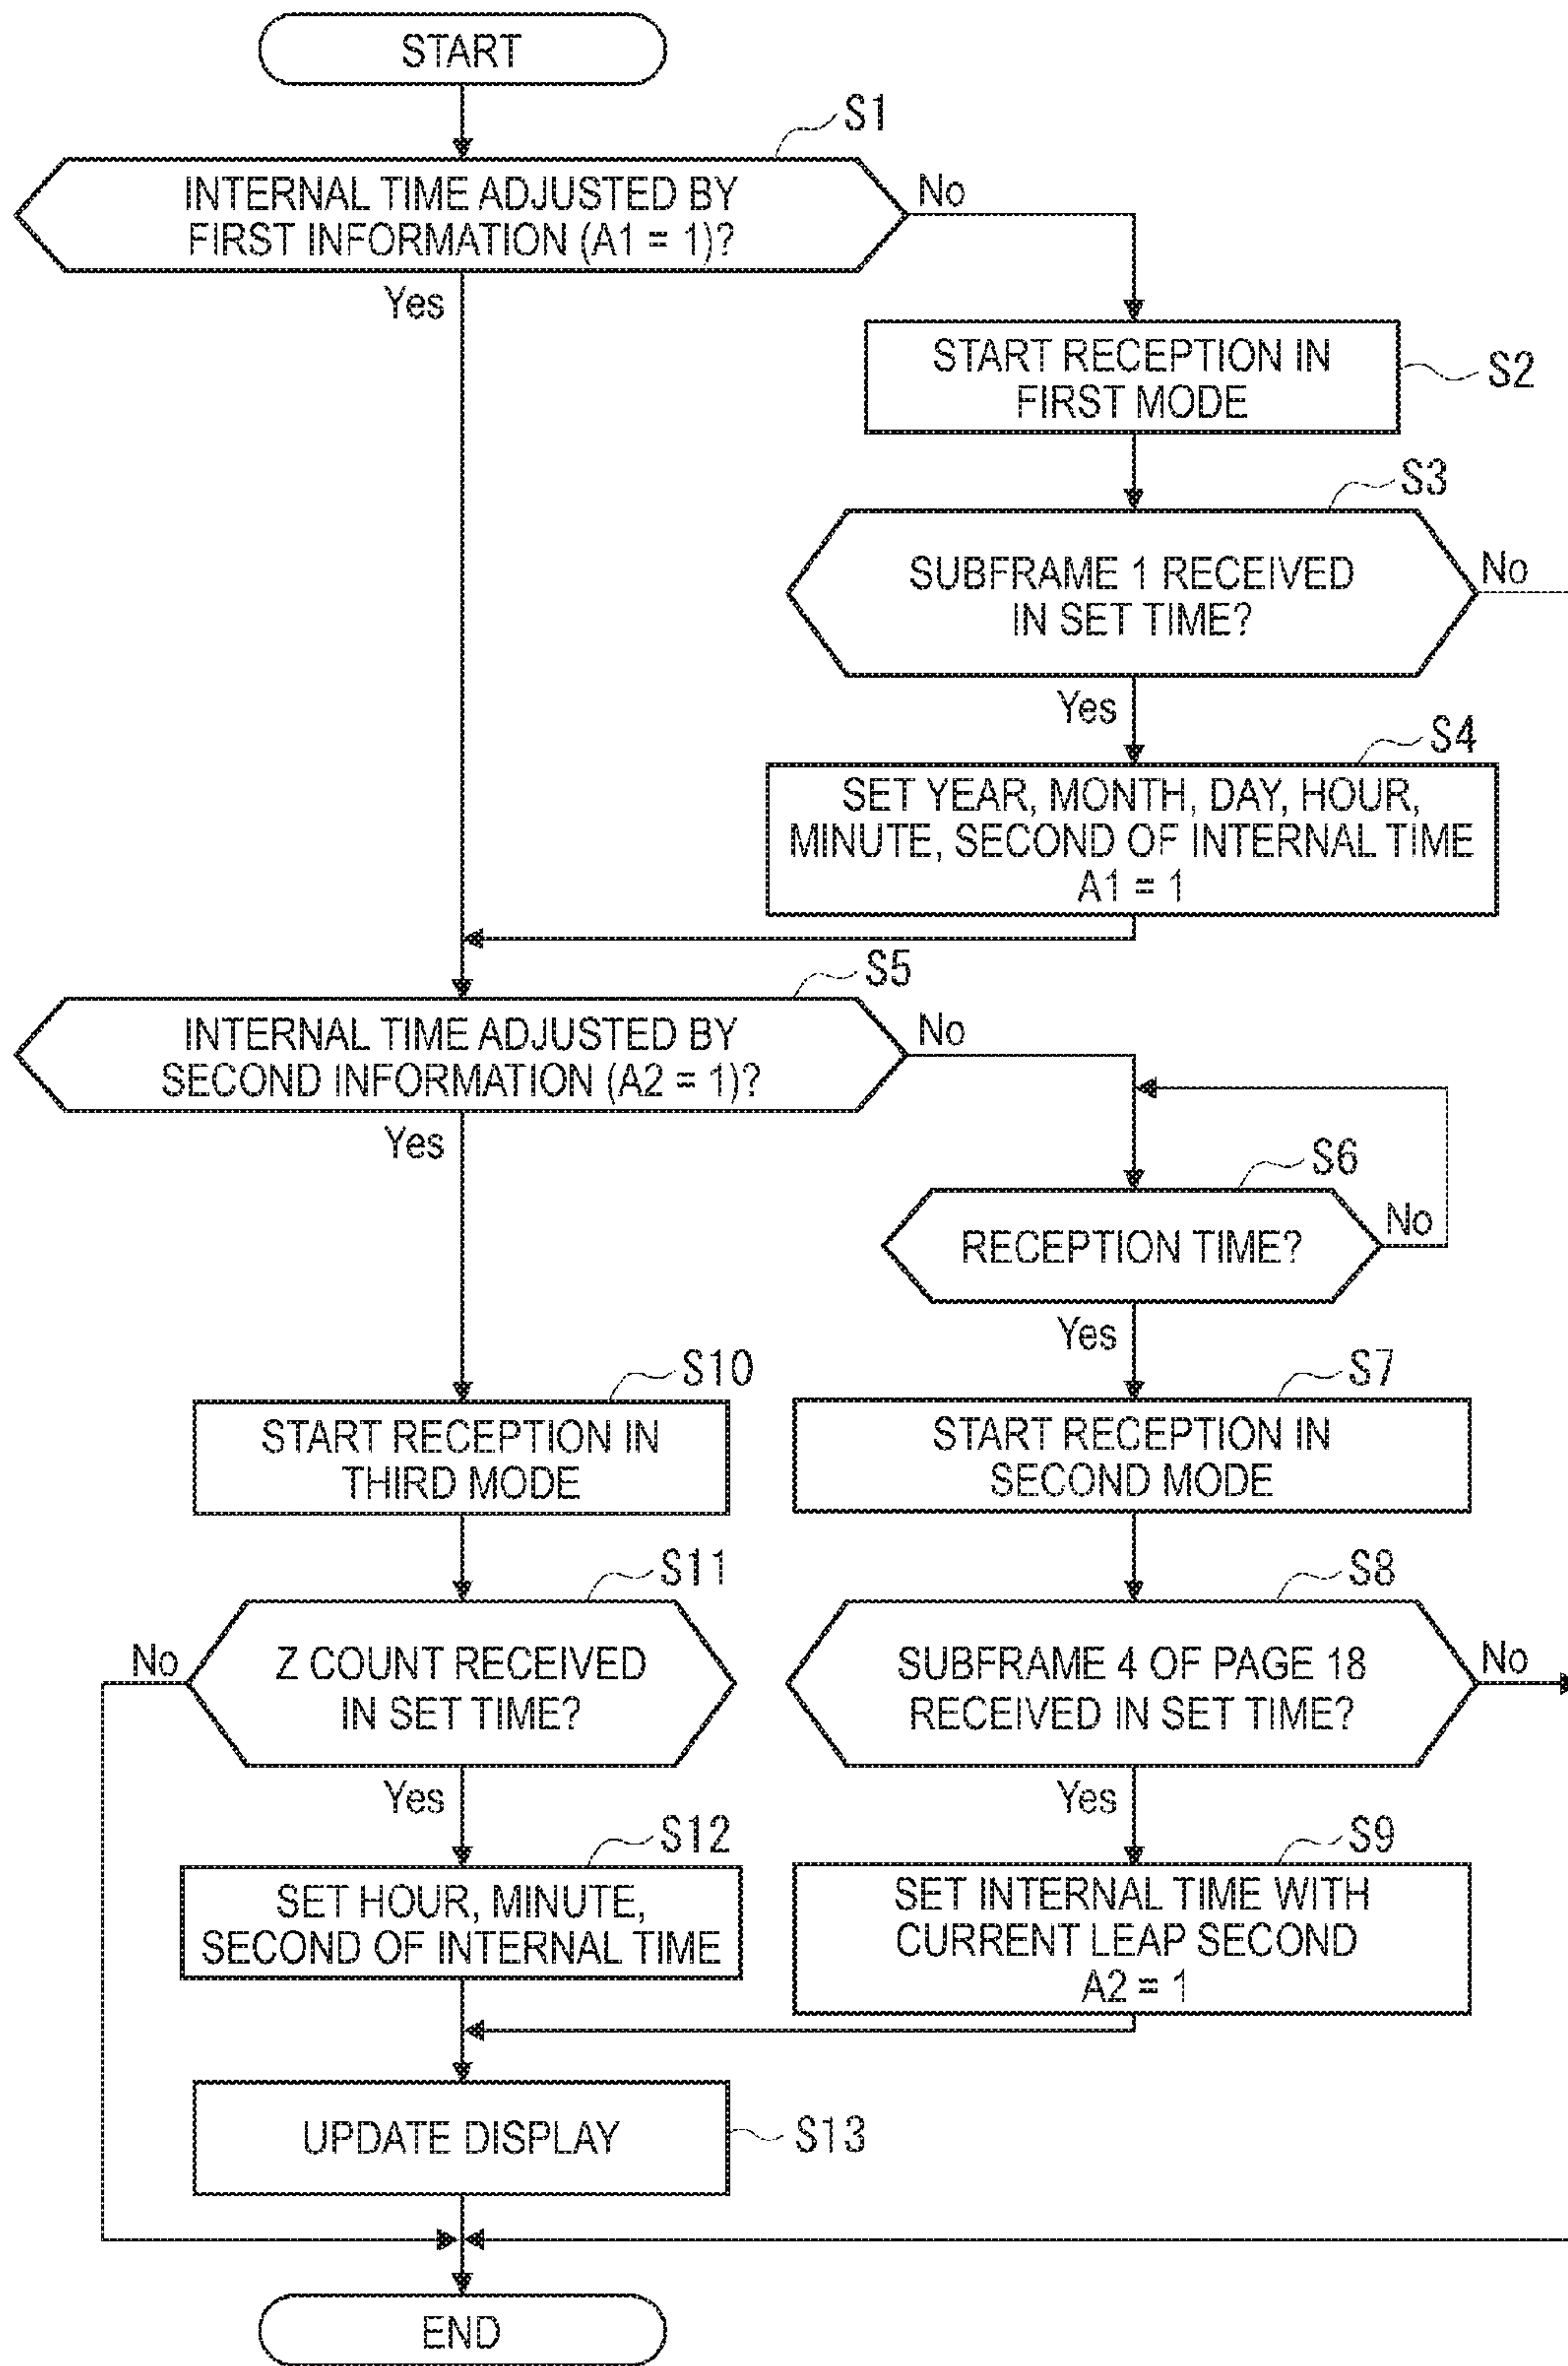 START
S1
INTERNAL TIME ADJUSTED BY
FIRST INFORMATION (A1 = 1)?
No
Yes
START RECEPTION IN
FIRST MODE
S2
S3
SUBFRAME 1 RECEIVED
IN SET TIME?
No
Yes
S4
SET YEAR, MONTH, DAY, HOUR,
MINUTE, SECOND OF INTERNAL TIME
A1 = 1
S5
INTERNAL TIME ADJUSTED BY
SECOND INFORMATION (A2 = 1)?
No
Yes
S6
RECEPTION TIME?
No
Yes
S10
START RECEPTION IN
THIRD MODE
S7
START RECEPTION IN
SECOND MODE
S11
Z COUNT RECEIVED
IN SET TIME?
No
Yes
S8
SUBFRAME 4 OF PAGE 18
RECEIVED IN SET TIME?
No
Yes
S12
SET HOUR, MINUTE,
SECOND OF INTERNAL TIME
S9
SET INTERNAL TIME WITH
CURRENT LEAP SECOND
A2 = 1
UPDATE DISPLAY
S13
END